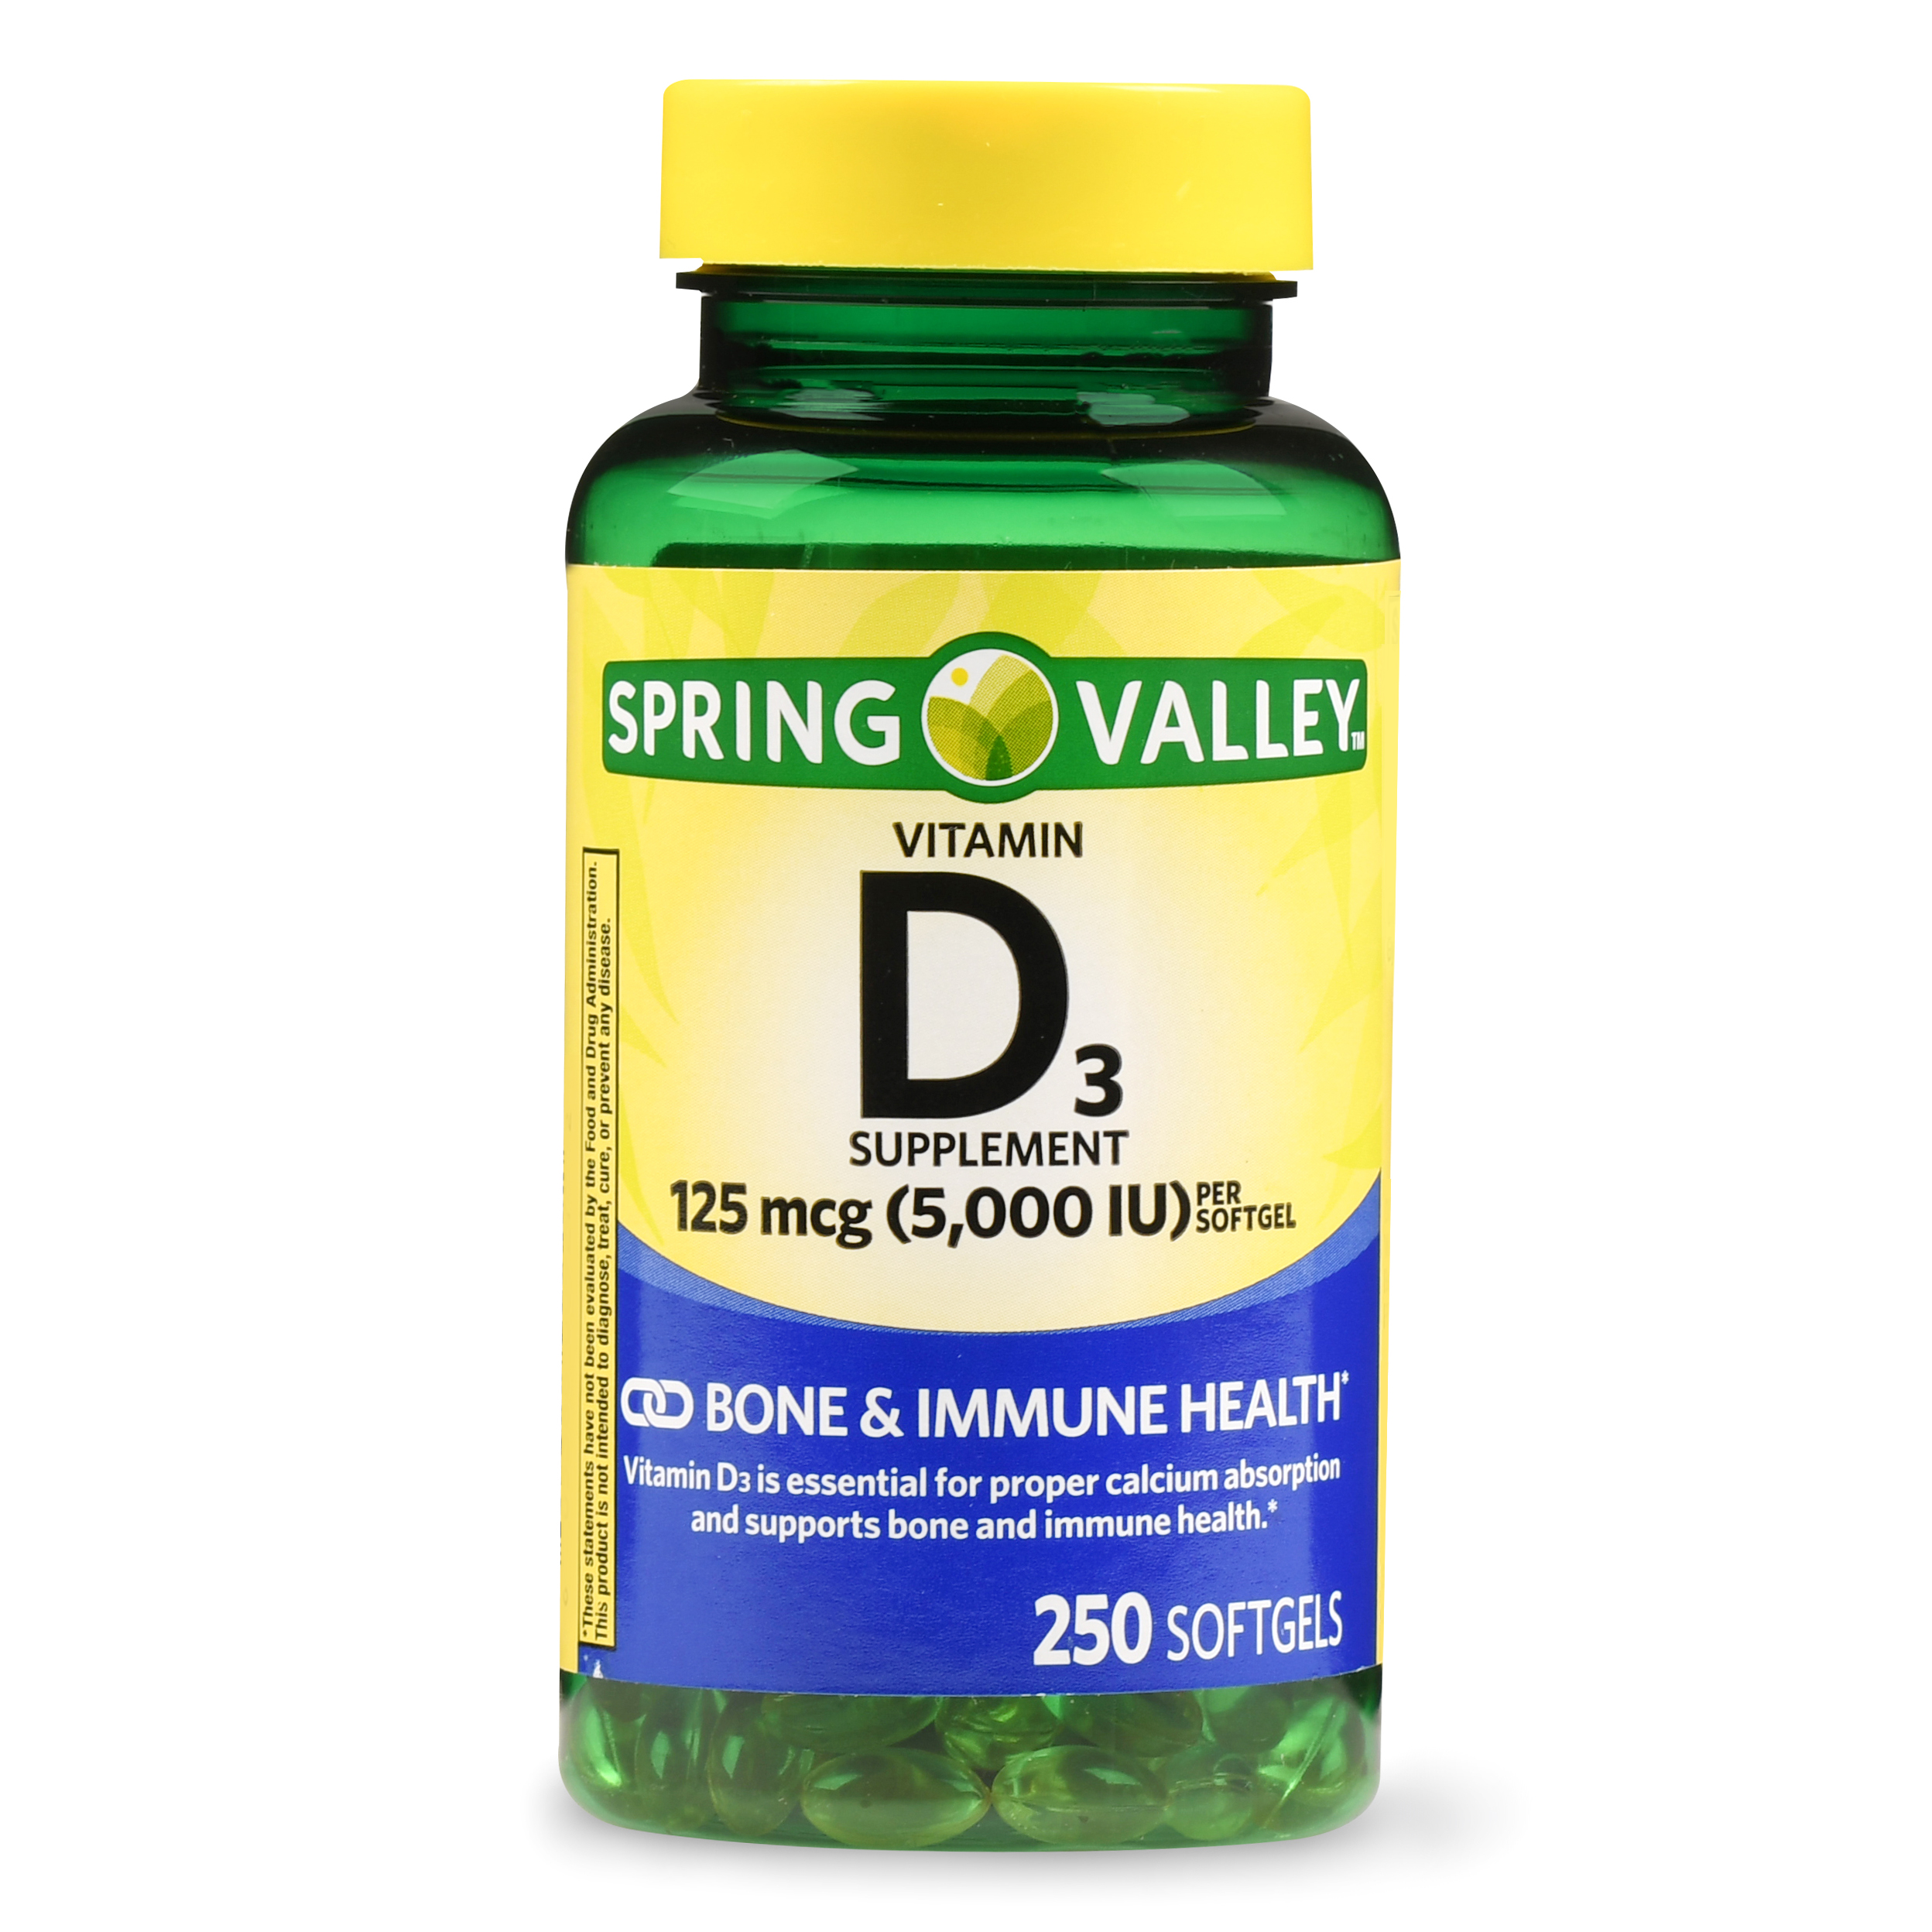 SPRING VALLEY™
VITAMIN
D3
SUPPLEMENT
125 mcg (5,000 IU) PER SOFTGEL
BONE & IMMUNE HEALTH*
Vitamin D3 is essential for proper calcium absorption
and supports bone and immune health.*
250 SOFTGELS
*These statements have not been evaluated by the Food and Drug Administration.
This product is not intended to diagnose, treat, cure, or prevent any disease.